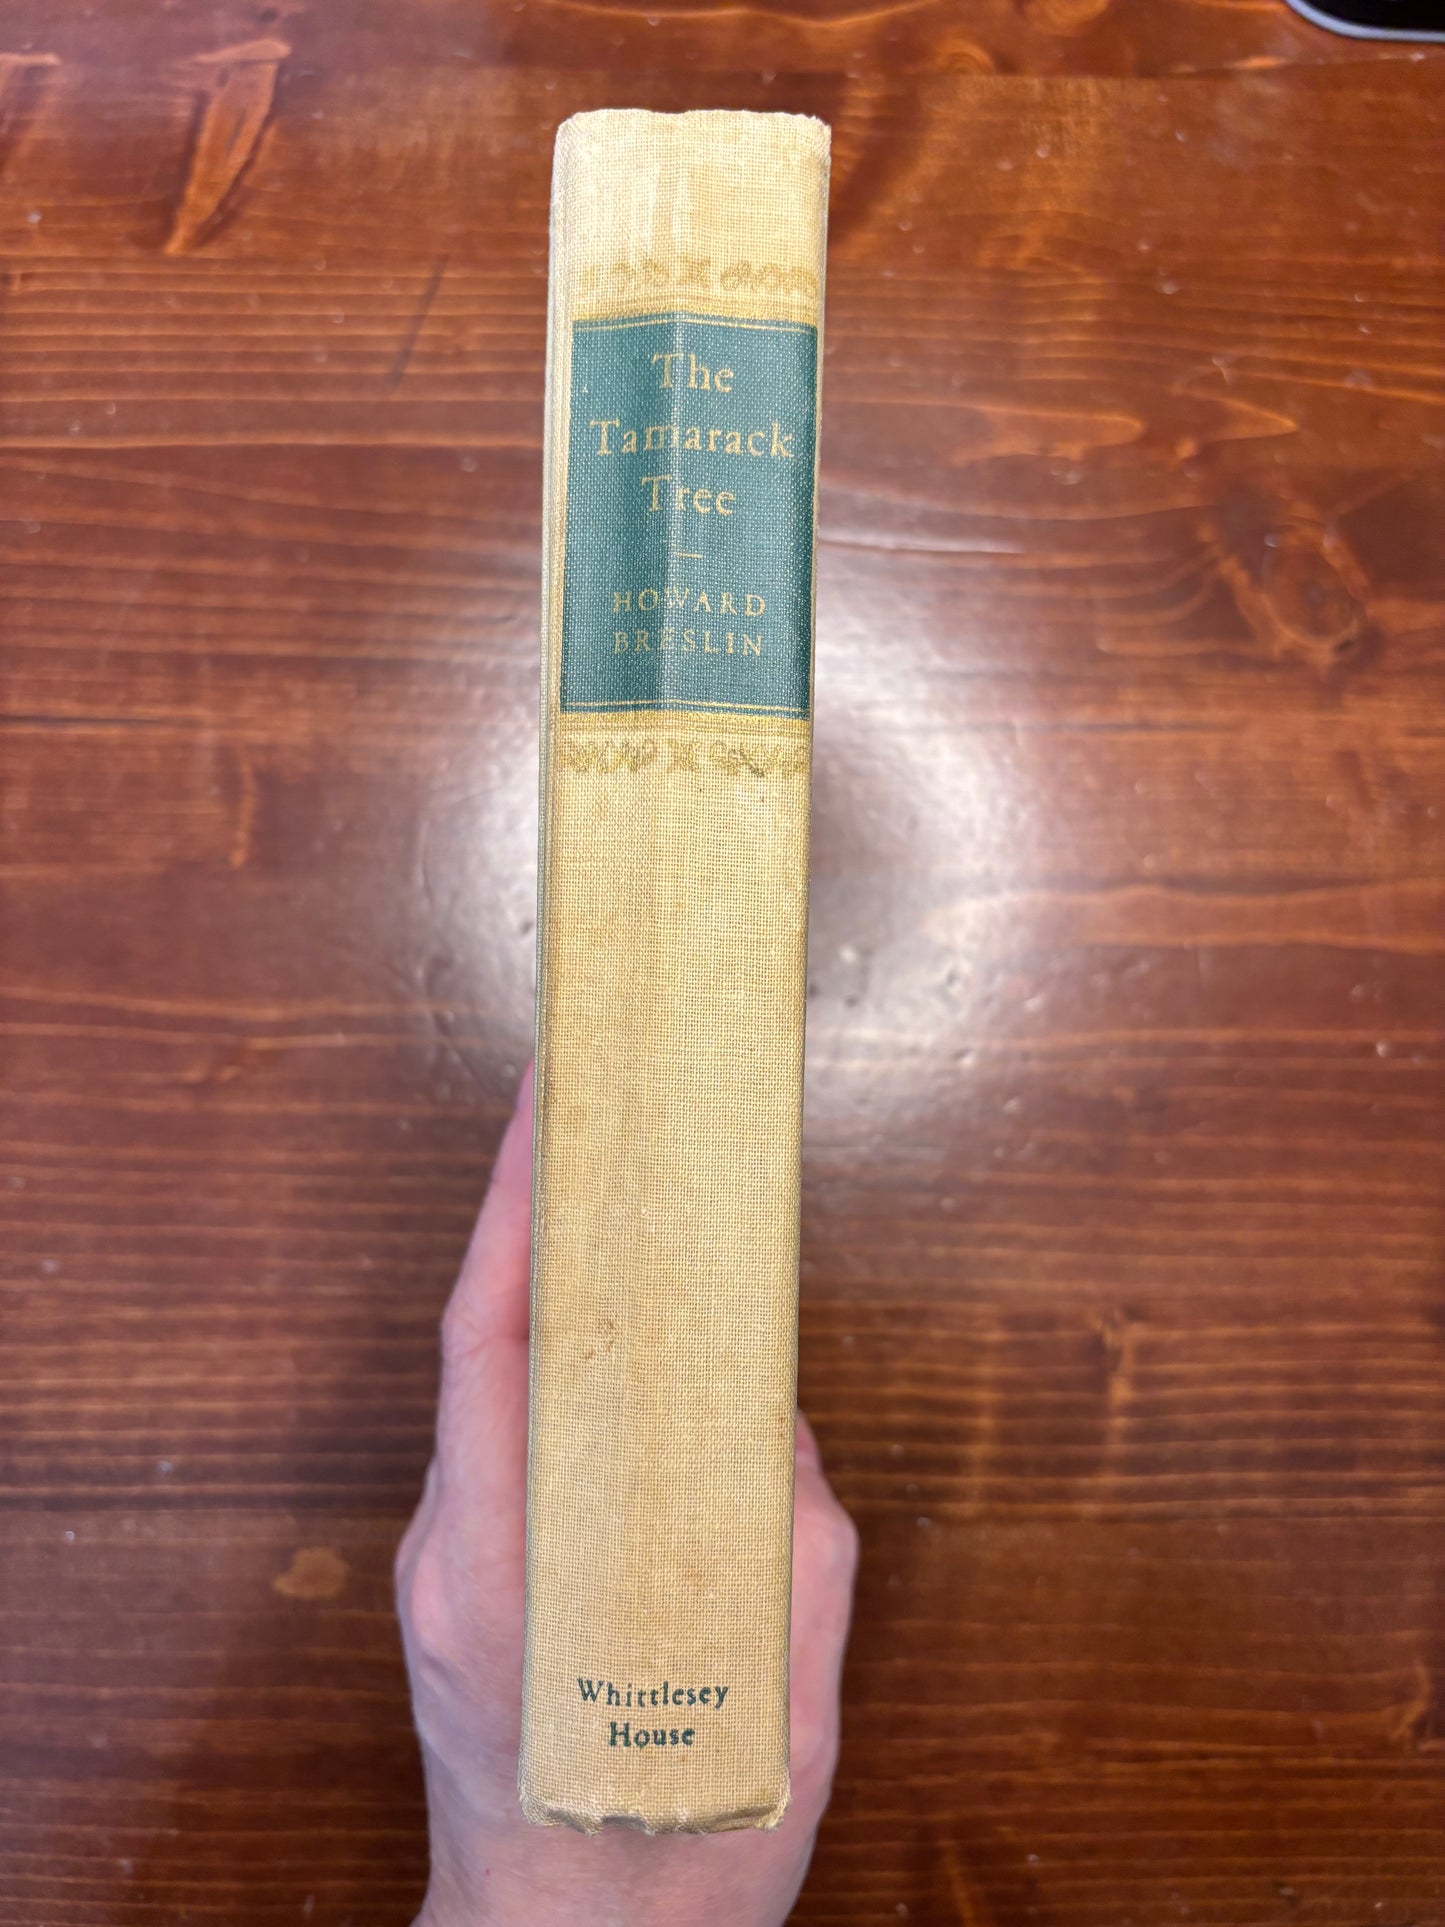 The
Tamarack
Tree
—
HOWARD
BRESLIN
Whittlesey
House